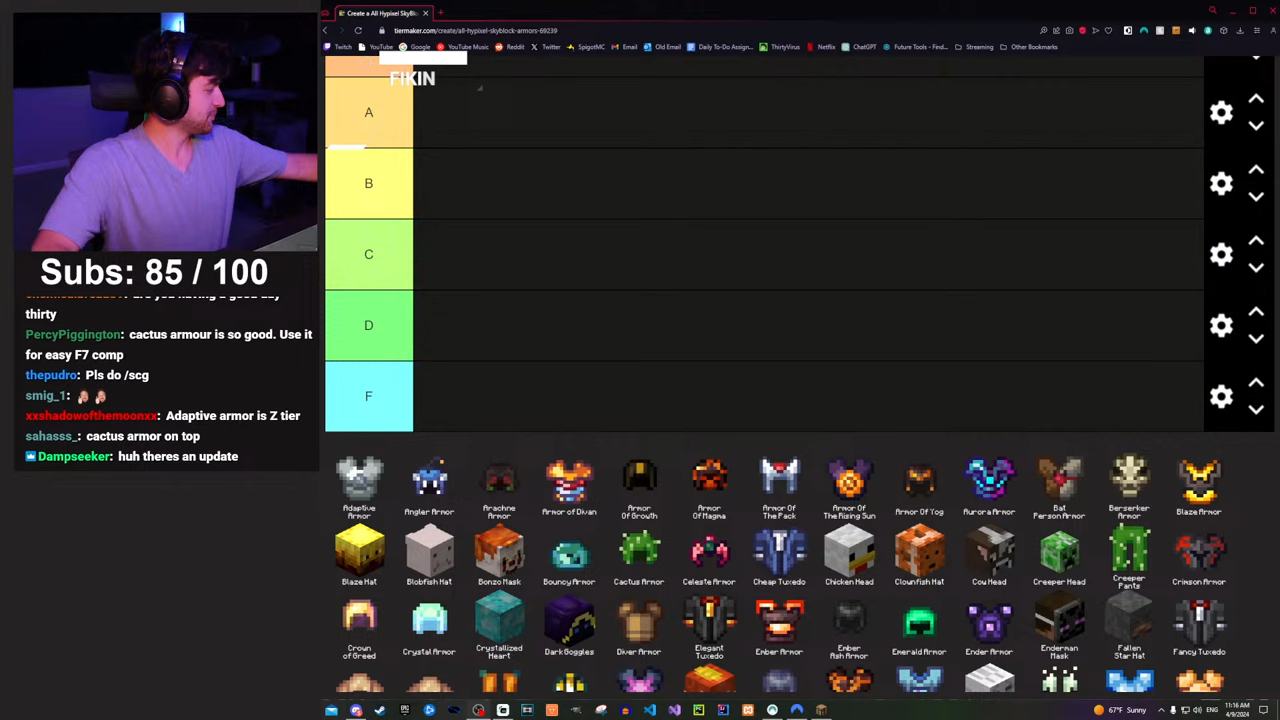 Create a All Hypixel SkyBlo
tiermaker.com/create/all-hypixel-skyblock-armors-69239
Twitch YouTube Google YouTube Music Reddit Twitter SpigotMC Email Old Email Daily To-Do Assign... ThirtyVirus Netflix ChatGPT Future Tools - Find... Streaming Other Bookmarks
FIKIN
A
B
C
D
F
Subs: 85 / 100
thirty
PercyPiggington: cactus armour is so good. Use it
for easy F7 comp
thepudro: Pls do /scg
smig_1:
xxshadowofthemoonxx: Adaptive armor is Z tier
sahasss_: cactus armor on top
Dampseeker: huh theres an update
Adaptive Armor Angler Armor Arachne Armor Armor of Divan Armor Of Growth Armor Of Magma Armor Of The Pack Armor Of The Rising Sun Armor Of Yog Aurora Armor Bat Person Armor Berserker Armor Blaze Armor
Blaze Hat Blobfish Hat Bonzo Mask Bouncy Armor Cactus Armor Celeste Armor Cheap Tuxedo Chicken Head Clownfish Hat Cow Head Creeper Head Creeper Pants Crimson Armor
Crown of Greed Crystal Armor Crystallized Heart Dark Goggles Diver Armor Elegant Tuxedo Ember Armor Ember Ash Armor Emerald Armor Ender Armor Enderman Mask Fallen Star Hat Fancy Tuxedo
67°F Sunny
11:16 AM
4/9/2024